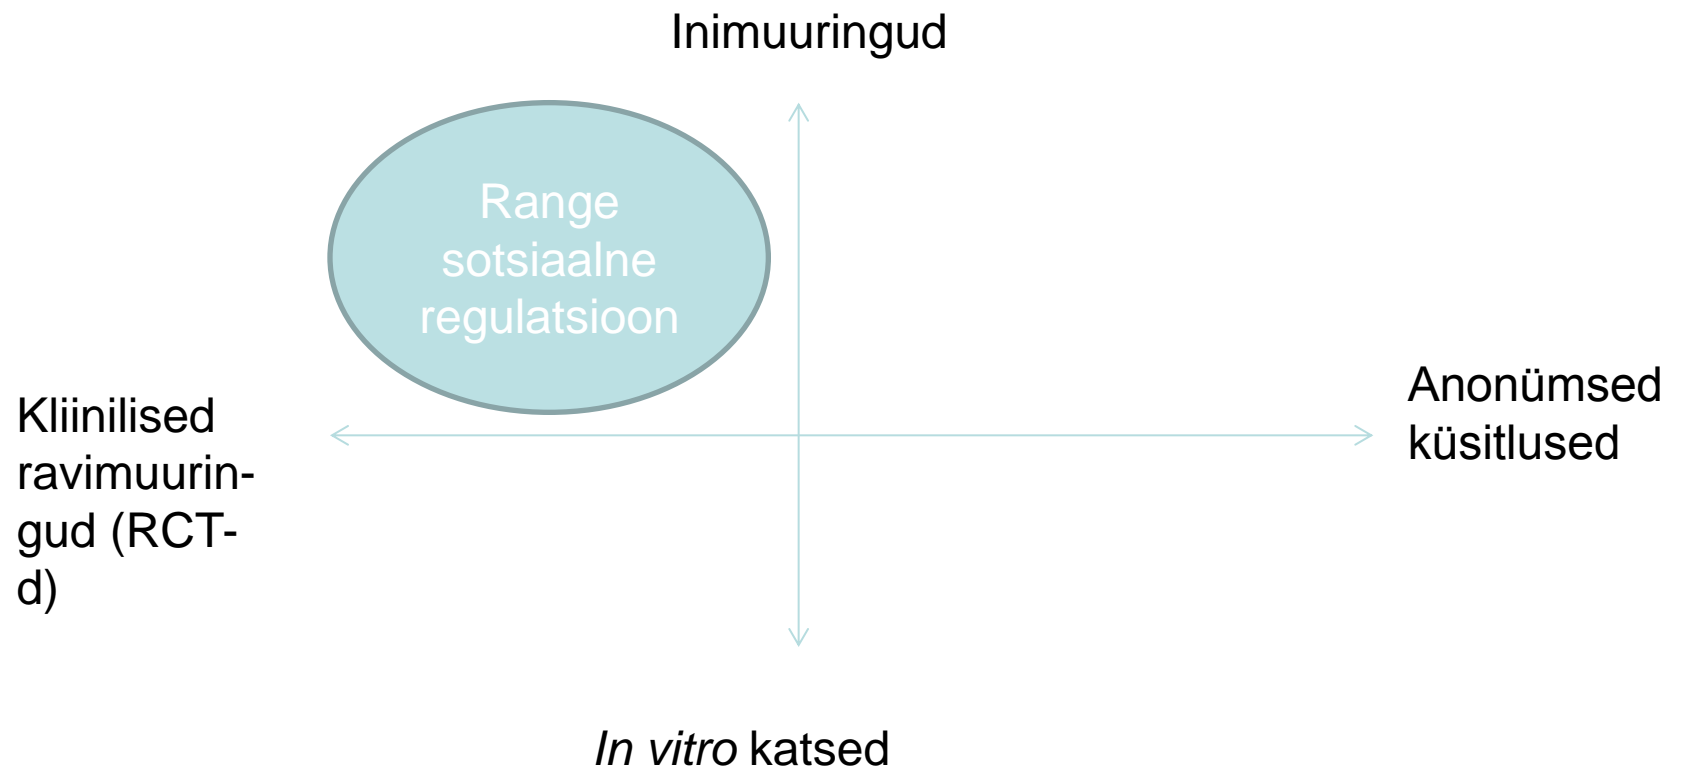 Inimuuringud
Range
sotsiaalne
regulatsioon
Kliinilised
ravimuurin-
gud (RCT-
d)
Anonümsed
küsitlused
In vitro katsed